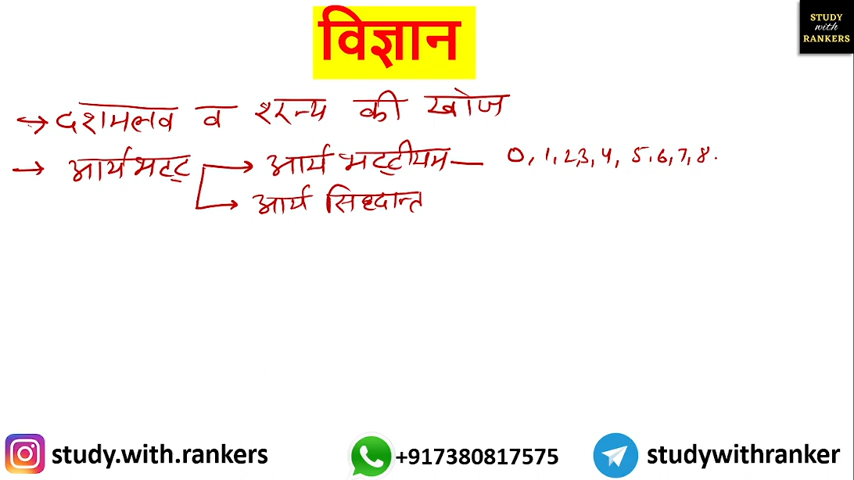 विज्ञान
STUDY
with
RANKERS
→ दशमलव व शून्य की खोज
→ आर्यभट्ट → आर्य भट्टीयम — 0, 1, 2, 3, 4, 5, 6, 7, 8.
→ आर्य सिद्धान्त
study.with.rankers
+917380817575
studywithranker